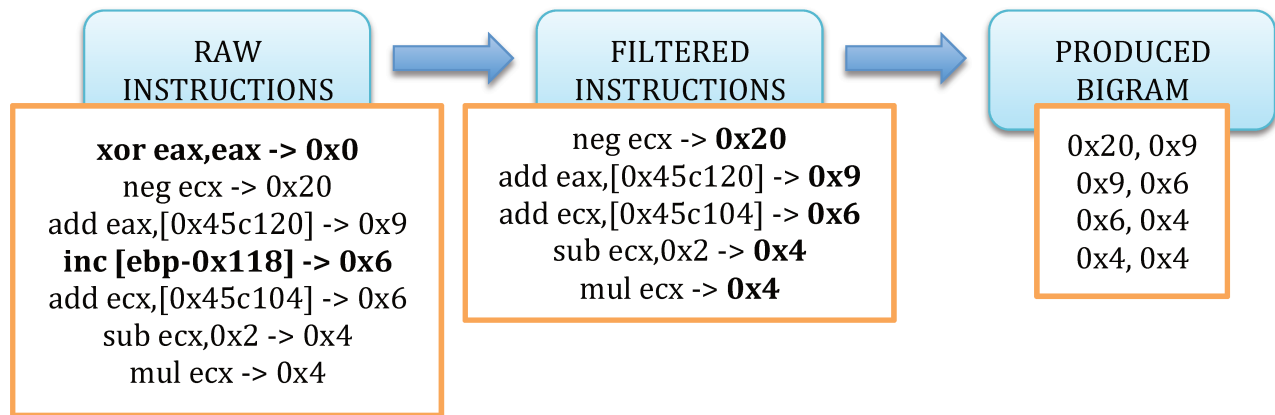 RAW
INSTRUCTIONS
xor eax,eax -> 0x0
neg ecx -> 0x20
add eax,[0x45c120] -> 0x9
inc [ebp-0x118] -> 0x6
add ecx,[0x45c104] -> 0x6
sub ecx,0x2 -> 0x4
mul ecx -> 0x4
FILTERED
INSTRUCTIONS
neg ecx -> 0x20
add eax,[0x45c120] -> 0x9
add ecx,[0x45c104] -> 0x6
sub ecx,0x2 -> 0x4
mul ecx -> 0x4
PRODUCED
BIGRAM
0x20, 0x9
0x9, 0x6
0x6, 0x4
0x4, 0x4